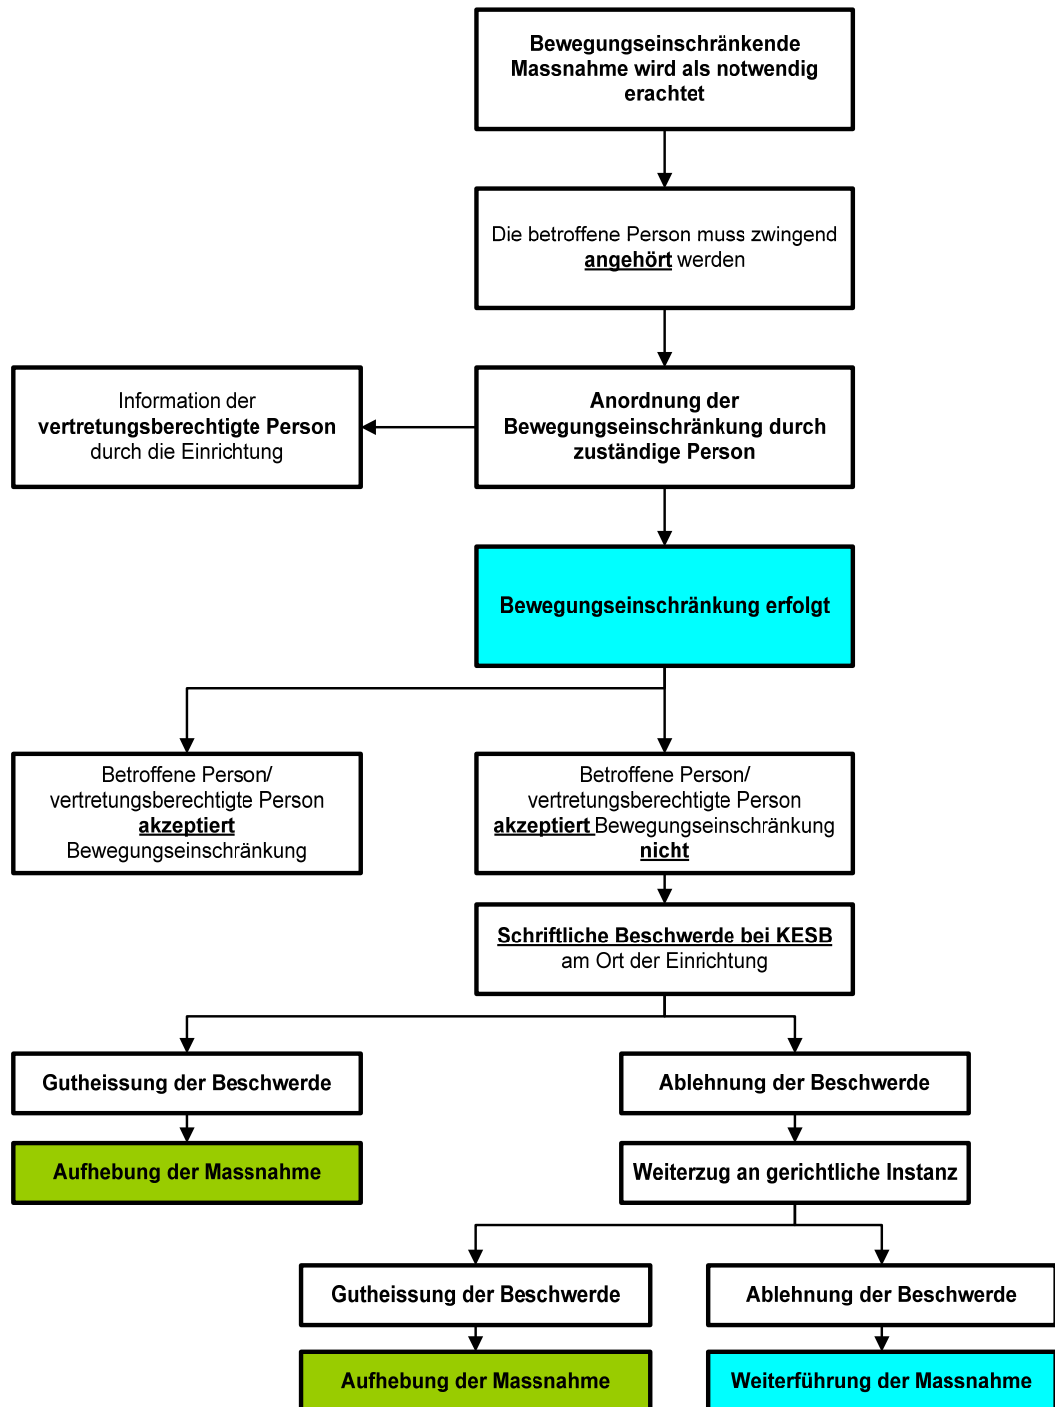 Bewegungseinschränkende
Massnahme wird als notwendig
erachtet
Die betroffene Person muss zwingend
angehört werden
Information der
vertretungsberechtigte Person
durch die Einrichtung
Anordnung der
Bewegungseinschränkung durch
zuständige Person
Bewegungseinschränkung erfolgt
Betroffene Person/
vertretungsberechtigte Person
akzeptiert
Bewegungseinschränkung
Betroffene Person/
vertretungsberechtigte Person
akzeptiert Bewegungseinschränkung
nicht
Schriftliche Beschwerde bei KESB
am Ort der Einrichtung
Gutheissung der Beschwerde
Ablehnung der Beschwerde
Aufhebung der Massnahme
Weiterzug an gerichtliche Instanz
Gutheissung der Beschwerde
Ablehnung der Beschwerde
Aufhebung der Massnahme
Weiterführung der Massnahme